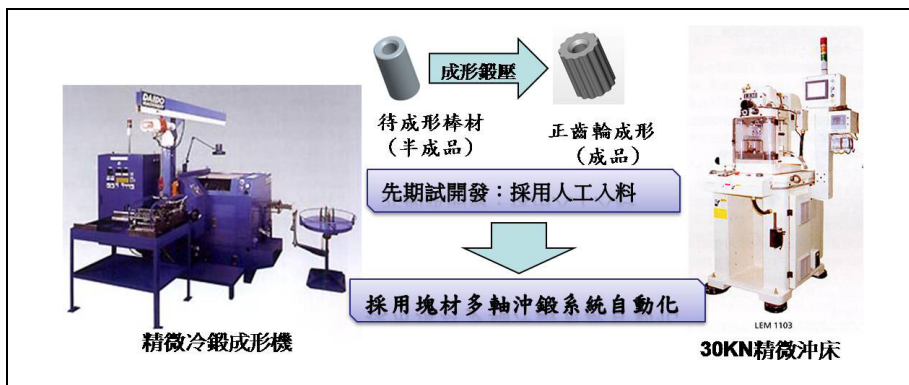 DAIDO
成形鍛壓
待成形棒材
(半成品)
正齒輪成形
(成品)
先期試開發：採用人工入料
採用塊材多軸沖鍛系統自動化
精微冷鍛成形機
LEM 1103
30KN精微沖床